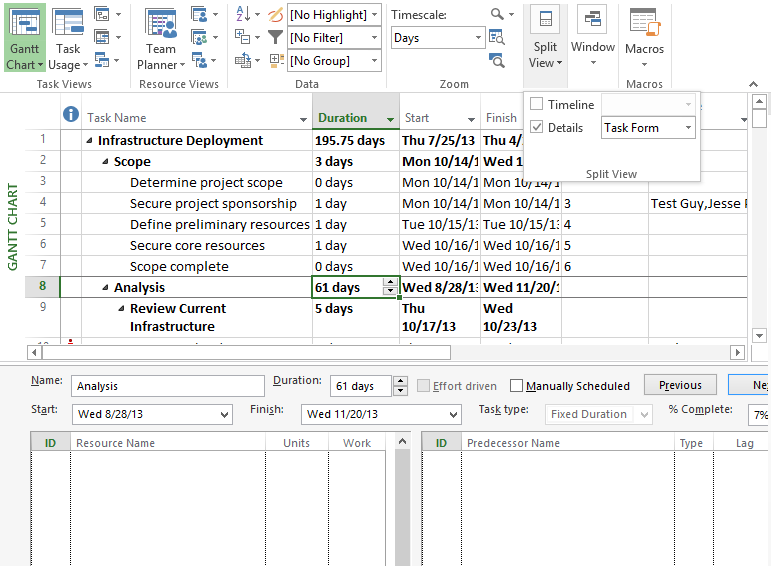 Gantt Chart
Task Usage
Task Views
Team Planner
Resource Views
[No Highlight]
[No Filter]
[No Group]
Data
Timescale:
Days
Zoom
Split View
Window
Macros
Macros
Timeline
Details Task Form
Split View
Task Name Duration Start Finish
1 Infrastructure Deployment 195.75 days Thu 7/25/13 Thu 4/
2 Scope 3 days Mon 10/14/1 Wed 1
3 Determine project scope 0 days Mon 10/14/1 Mon 10/14/1
4 Secure project sponsorship 1 day Mon 10/14/1 Mon 10/14/1 3 Test Guy,Jesse
5 Define preliminary resources 1 day Tue 10/15/13 Tue 10/15/13 4
6 Secure core resources 1 day Wed 10/16/1 Wed 10/16/1 5
7 Scope complete 0 days Wed 10/16/1 Wed 10/16/1 6
8 Analysis 61 days Wed 8/28/13 Wed 11/20/1
9 Review Current Infrastructure 5 days Thu 10/17/13 Wed 10/23/13
GANTT CHART
Name: Analysis Duration: 61 days Effort driven Manually Scheduled Previous Ne
Start: Wed 8/28/13 Finish: Wed 11/20/13 Task type: Fixed Duration % Complete: 7%
ID Resource Name Units Work ID Predecessor Name Type Lag